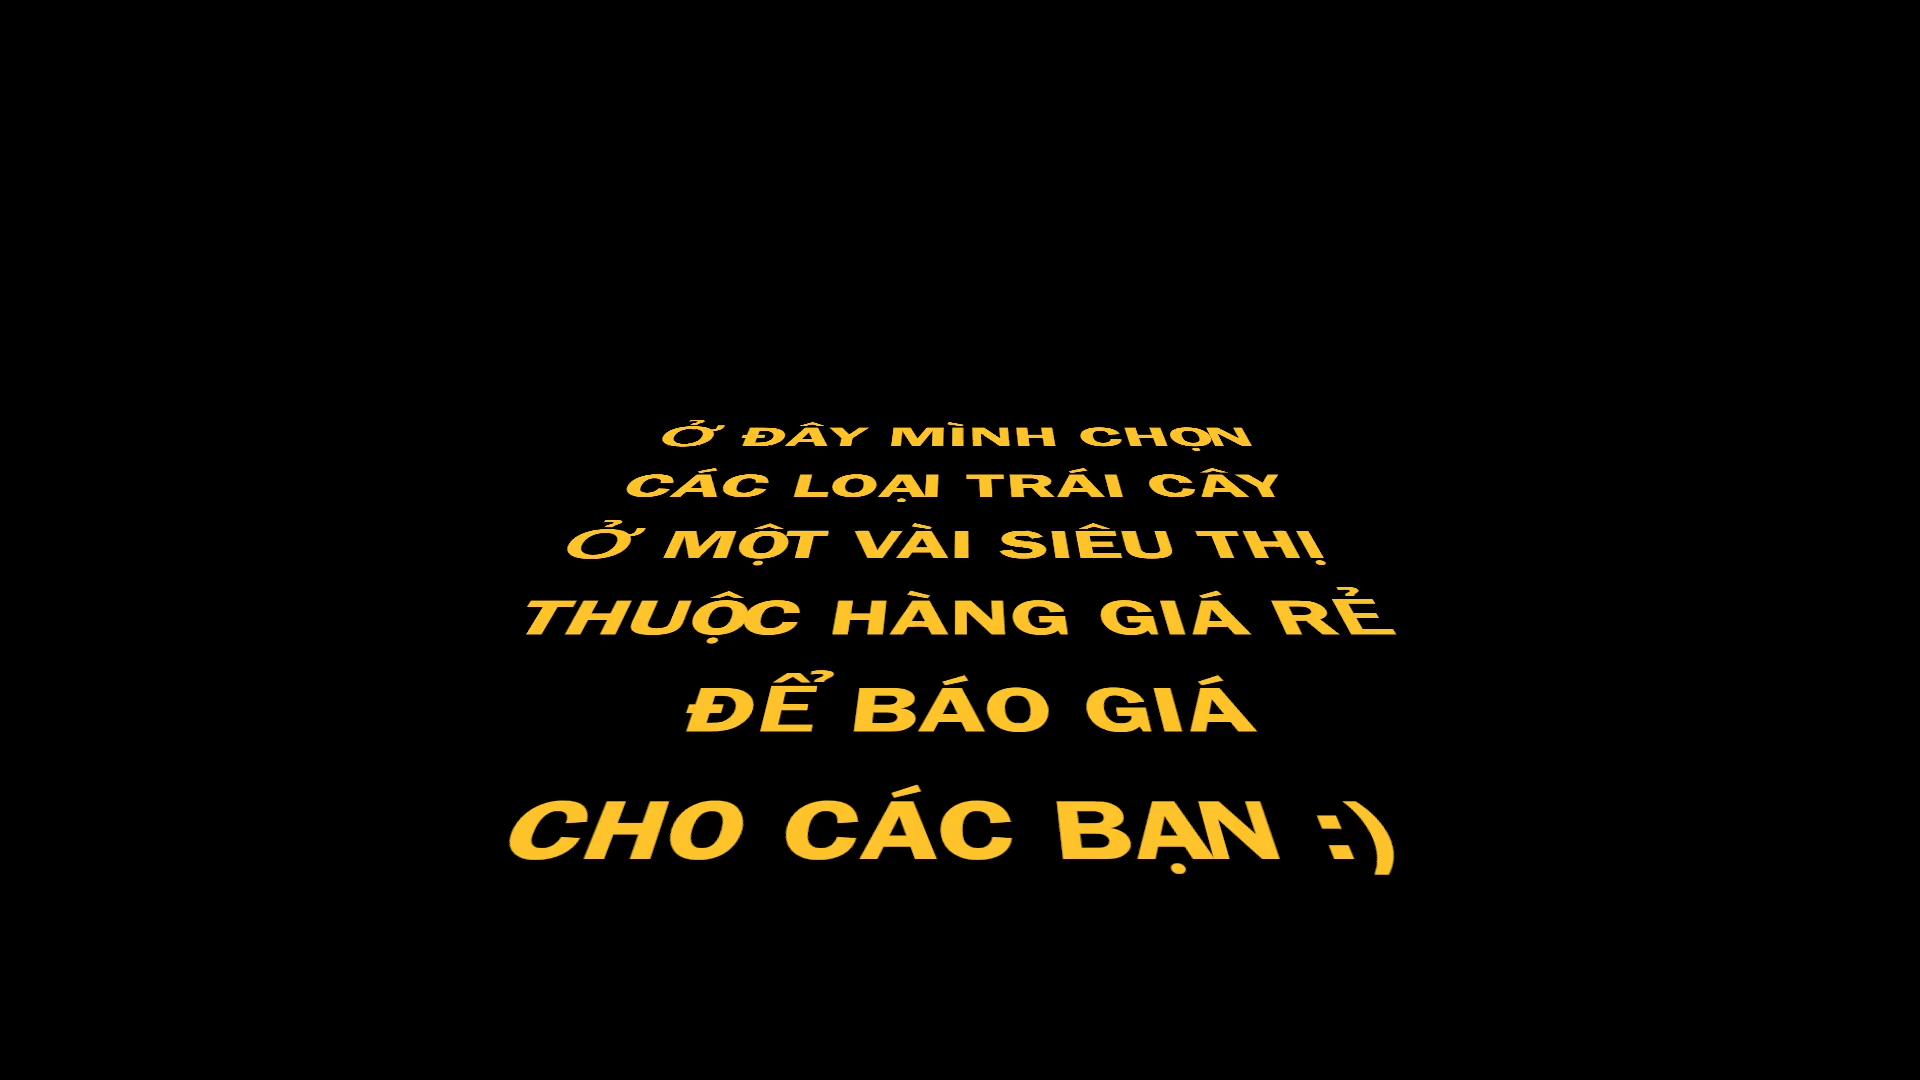 Ở ĐÂY MÌNH CHỌN
CÁC LOẠI TRÁI CÂY
Ở MỘT VÀI SIÊU THỊ
THUỘC HÀNG GIÁ RẺ
ĐỂ BÁO GIÁ
CHO CÁC BẠN :)